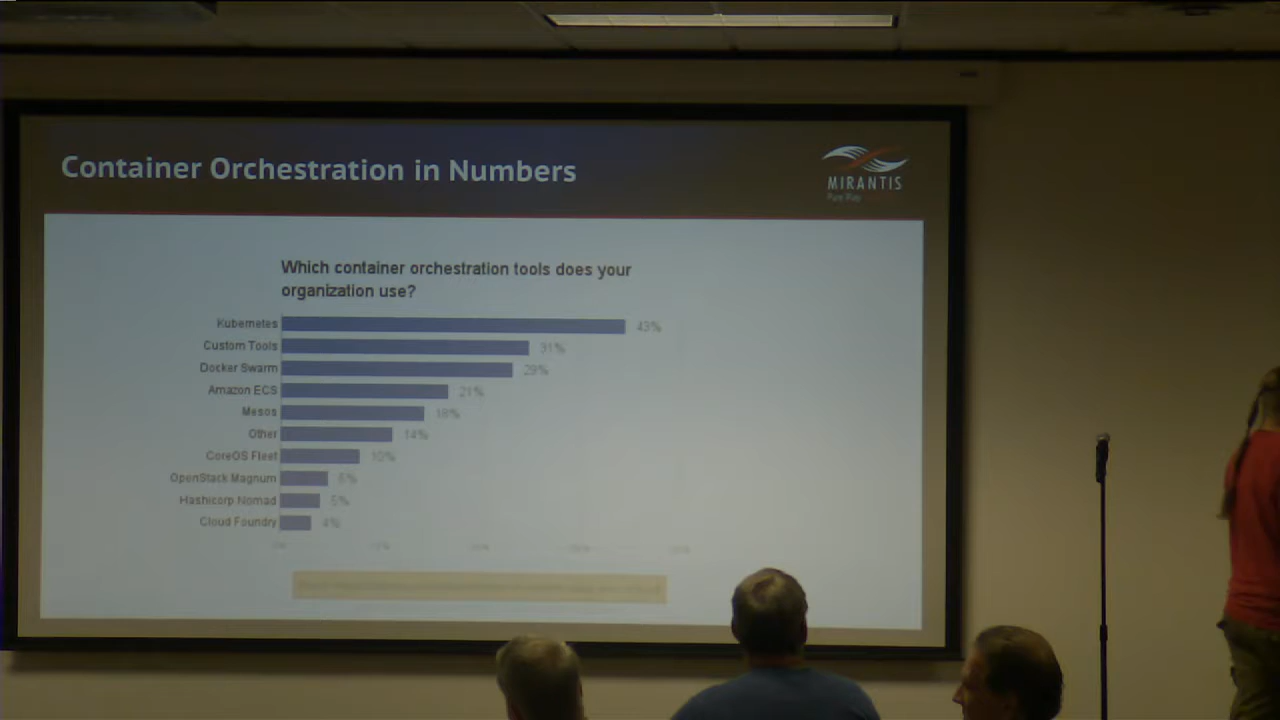 Container Orchestration in Numbers
MIRANTIS
Which container orchestration tools does your
organization use?
Kubernetes 43%
Custom Tools 31%
Docker Swarm 29%
Amazon ECS 21%
Mesos 18%
Other 14%
CoreOS Fleet 10%
OpenStack Magnum 6%
Hashicorp Nomad 5%
Cloud Foundry 4%